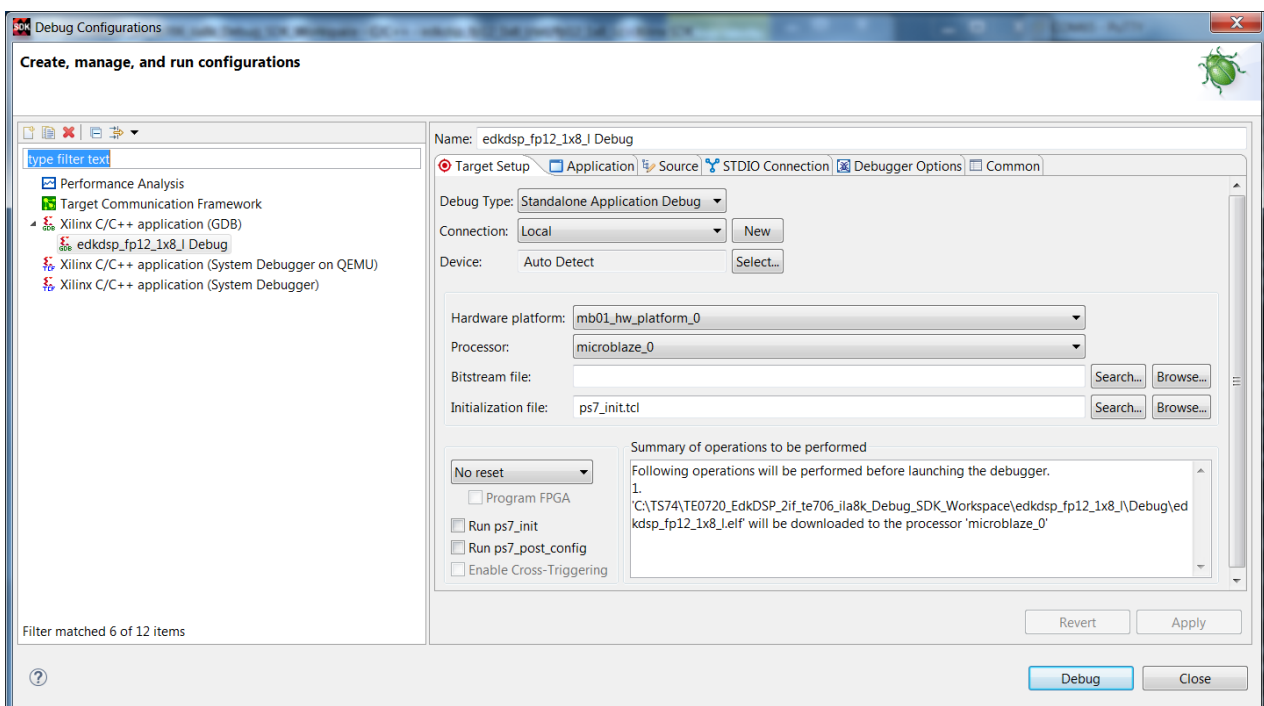 SDK Debug Configurations
Create, manage, and run configurations
type filter text
Performance Analysis
Target Communication Framework
Xilinx C/C++ application (GDB)
edkdsp_fp12_1x8_l Debug
Xilinx C/C++ application (System Debugger on QEMU)
Xilinx C/C++ application (System Debugger)
Filter matched 6 of 12 items
Name: edkdsp_fp12_1x8_l Debug
Target Setup Application Source STDIO Connection Debugger Options Common
Debug Type: Standalone Application Debug
Connection: Local New
Device: Auto Detect Select...
Hardware platform: mb01_hw_platform_0
Processor: microblaze_0
Bitstream file: Search... Browse...
Initialization file: ps7_init.tcl Search... Browse...
No reset
Program FPGA
Run ps7_init
Run ps7_post_config
Enable Cross-Triggering
Summary of operations to be performed
Following operations will be performed before launching the debugger.
1.
'C:\TS74\TE0720_EdkDSP_2if_te706_ila8k_Debug_SDK_Workspace\edkdsp_fp12_1x8_l\Debug\ed
kdsp_fp12_1x8_l.elf' will be downloaded to the processor 'microblaze_0'
Revert Apply
? Debug Close